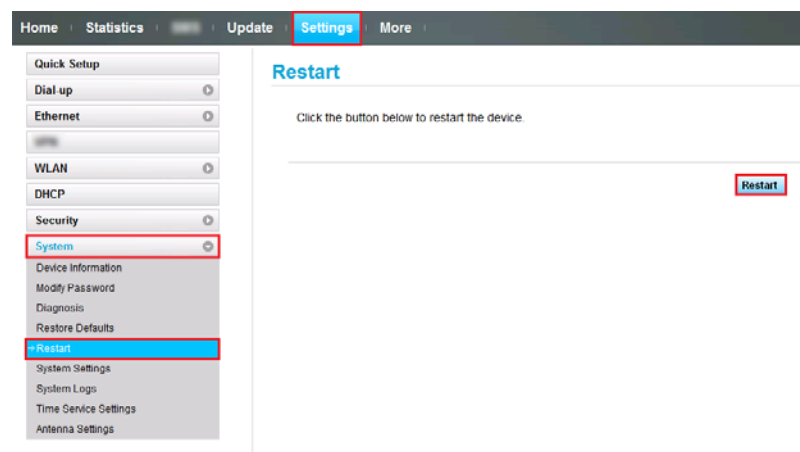 Home Statistics Update Settings More
Quick Setup
Dial-up
Ethernet
WLAN
DHCP
Security
System
Device Information
Modify Password
Diagnosis
Restore Defaults
Restart
System Settings
System Logs
Time Service Settings
Antenna Settings
Restart
Click the button below to restart the device.
Restart